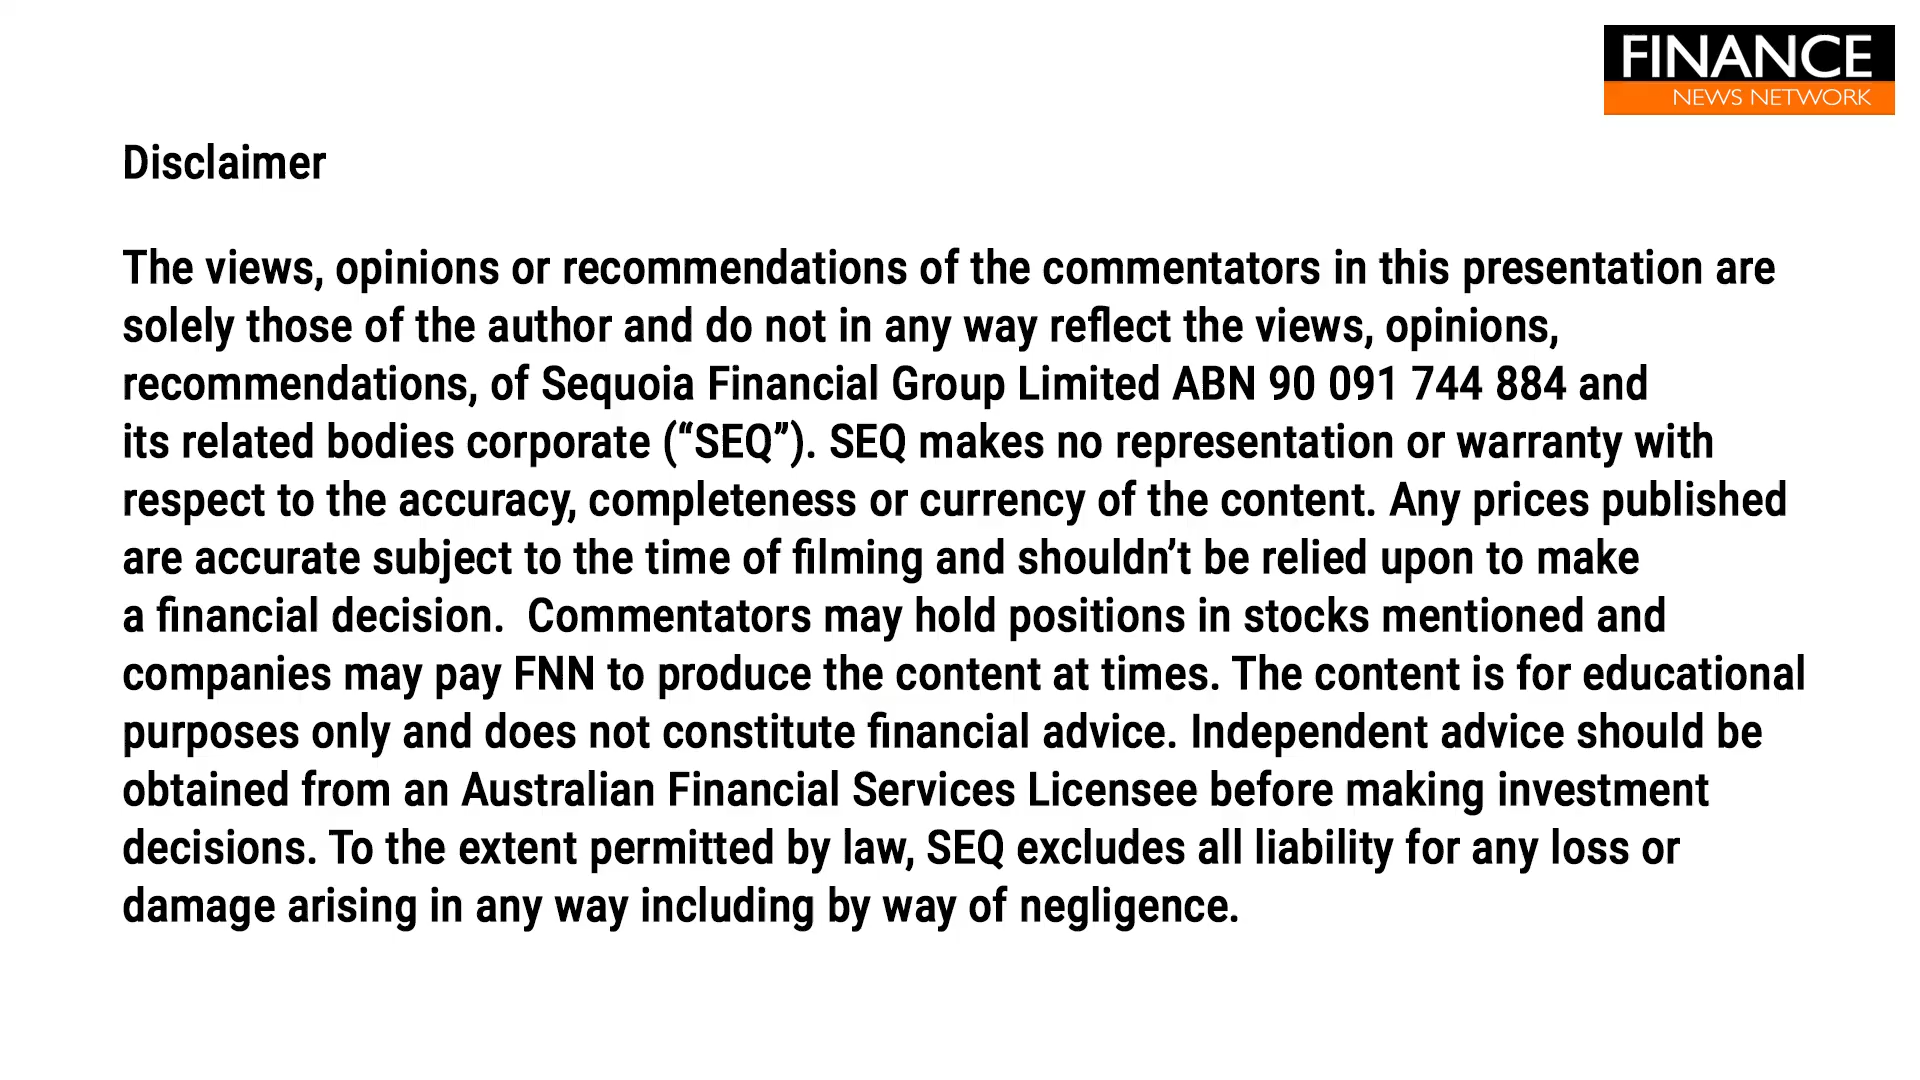 FINANCE
NEWS NETWORK
Disclaimer
The views, opinions or recommendations of the commentators in this presentation are
solely those of the author and do not in any way reflect the views, opinions,
recommendations, of Sequoia Financial Group Limited ABN 90 091 744 884 and
its related bodies corporate (“SEQ”). SEQ makes no representation or warranty with
respect to the accuracy, completeness or currency of the content. Any prices published
are accurate subject to the time of filming and shouldn’t be relied upon to make
a financial decision.  Commentators may hold positions in stocks mentioned and
companies may pay FNN to produce the content at times. The content is for educational
purposes only and does not constitute financial advice. Independent advice should be
obtained from an Australian Financial Services Licensee before making investment
decisions. To the extent permitted by law, SEQ excludes all liability for any loss or
damage arising in any way including by way of negligence.